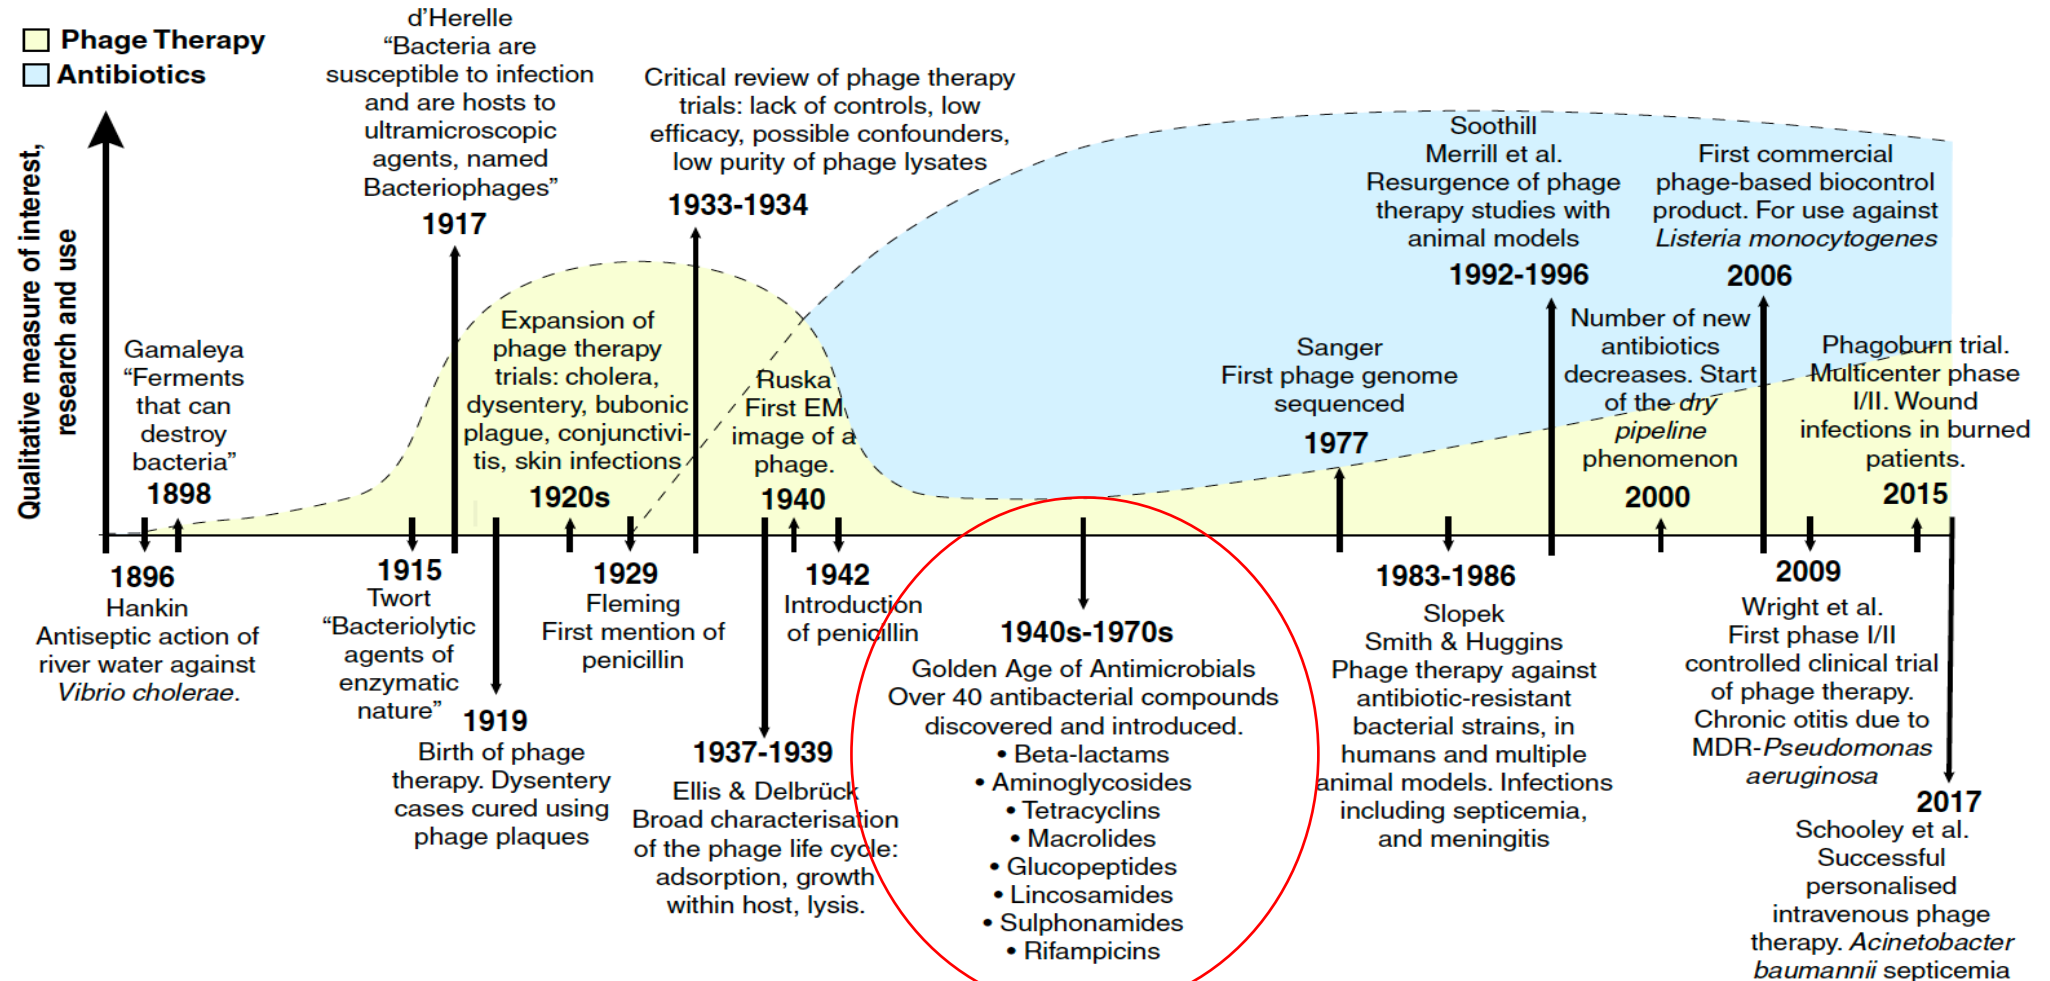 Phage Therapy
Antibiotics
Qualitative measure of interest,
research and use
Gamaleya
“Ferments
that can
destroy
bacteria”
1898
d’Herelle
“Bacteria are
susceptible to infection
and are hosts to
ultramicroscopic
agents, named
Bacteriophages”
1917
Expansion of
phage therapy
trials: cholera,
dysentery, bubonic
plague, conjunctivi-
tis, skin infections
1920s
Critical review of phage therapy
trials: lack of controls, low
efficacy, possible confounders,
low purity of phage lysates
1933-1934
Ruska
First EM
image of a
phage.
1940
Sanger
First phage genome
sequenced
1977
Soothill
Merrill et al.
Resurgence of phage
therapy studies with
animal models
1992-1996
Number of new
antibiotics
decreases. Start
of the dry
pipeline
phenomenon
2000
First commercial
phage-based biocontrol
product. For use against
Listeria monocytogenes
2006
Phagoburn trial.
Multicenter phase
I/II. Wound
infections in burned
patients.
2015
1896
Hankin
Antiseptic action of
river water against
Vibrio cholerae.
1915
Twort
“Bacteriolytic
agents of
enzymatic
nature”
1919
Birth of phage
therapy. Dysentery
cases cured using
phage plaques
1929
Fleming
First mention of
penicillin
1937-1939
Ellis & Delbrück
Broad characterisation
of the phage life cycle:
adsorption, growth
within host, lysis.
1942
Introduction
of penicillin
1940s-1970s
Golden Age of Antimicrobials
Over 40 antibacterial compounds
discovered and introduced.
• Beta-lactams
• Aminoglycosides
• Tetracyclins
• Macrolides
• Glucopeptides
• Lincosamides
• Sulphonamides
• Rifampicins
1983-1986
Slopek
Smith & Huggins
Phage therapy against
antibiotic-resistant
bacterial strains, in
humans and multiple
animal models. Infections
including septicemia,
and meningitis
2009
Wright et al.
First phase I/II
controlled clinical trial
of phage therapy.
Chronic otitis due to
MDR-Pseudomonas
aeruginosa
2017
Schooley et al.
Successful
personalised
intravenous phage
therapy. Acinetobacter
baumannii septicemia